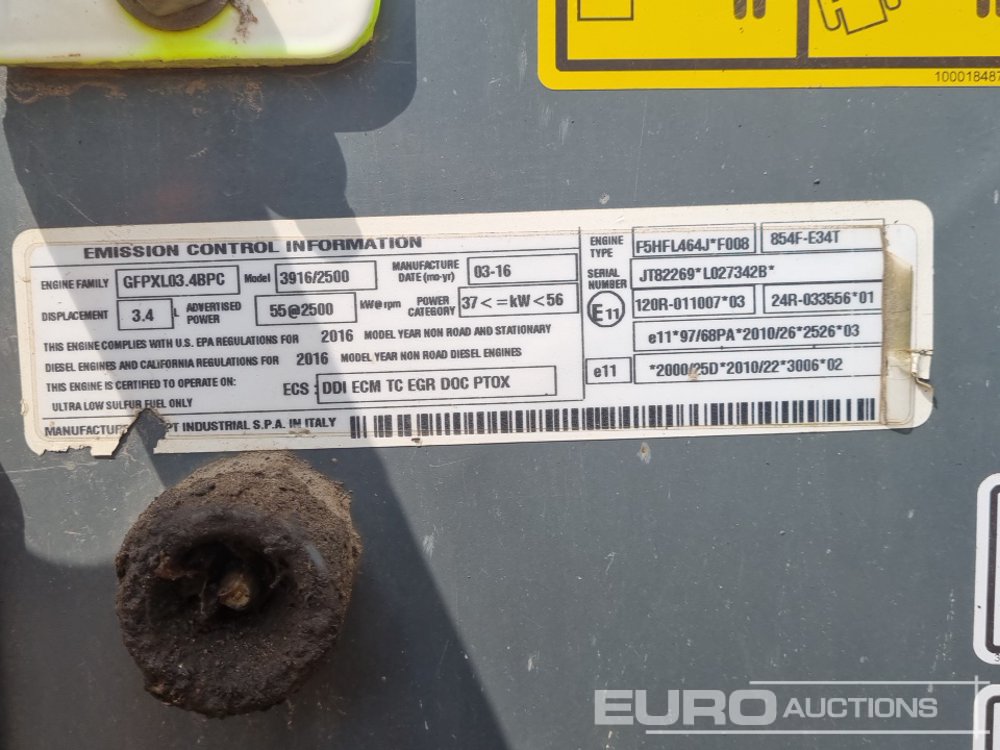 100018487
EMISSION CONTROL INFORMATION
ENGINE FAMILY GFPXL03.4BPC Model 3916/2500 MANUFACTURE DATE (mo-yr) 03-16
DISPLACEMENT 3.4 L ADVERTISED POWER 55@2500 kW@rpm POWER CATEGORY 37<=kW<56
THIS ENGINE COMPLIES WITH U.S. EPA REGULATIONS FOR 2016 MODEL YEAR NON ROAD AND STATIONARY
DIESEL ENGINES AND CALIFORNIA REGULATIONS FOR 2016 MODEL YEAR NON ROAD DIESEL ENGINES
THIS ENGINE IS CERTIFIED TO OPERATE ON:
ULTRA LOW SULFUR FUEL ONLY
ECS: DDI ECM TC EGR DOC PTOX
PT INDUSTRIAL S.P.A. IN ITALY
ENGINE TYPE F5HFL464J*F008 854F-E34T
SERIAL NUMBER JT82269*L027342B*
E11 120R-011007*03 24R-033556*01
e11*97/68PA*2010/26*2526*03
e11 *2000/25D*2010/22*3006*02
EURO AUCTIONS